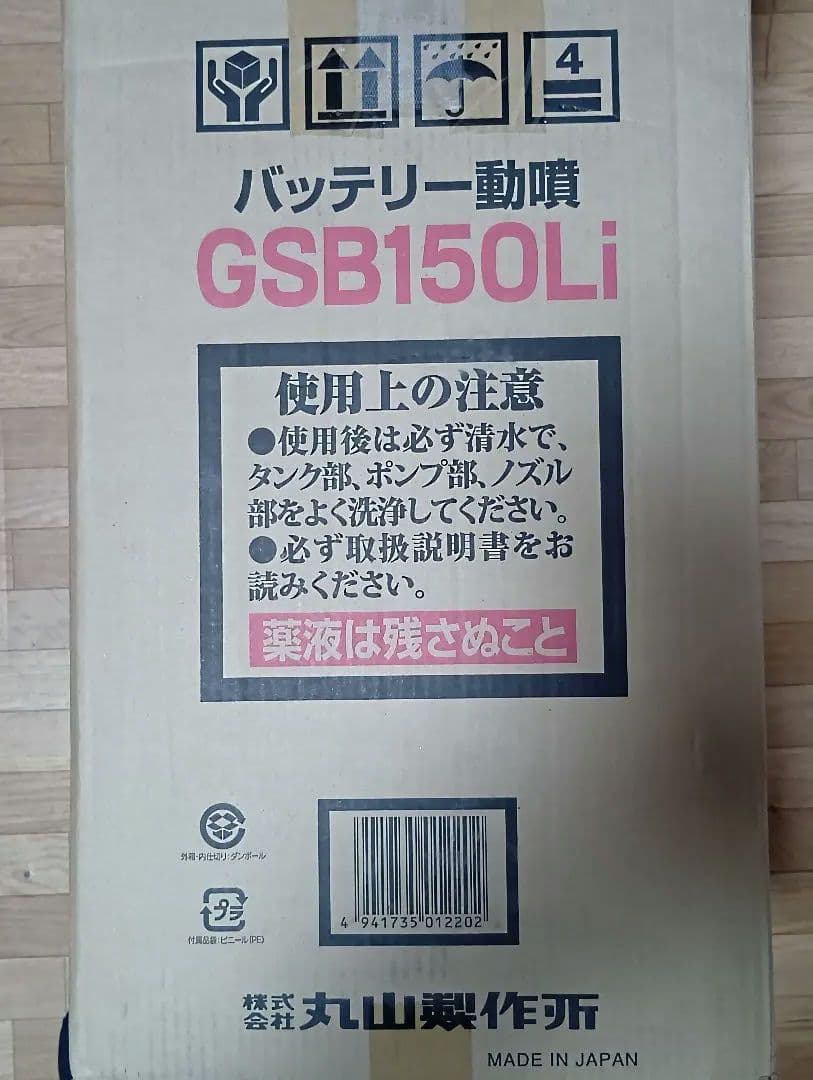 4
バッテリー動噴
GSB150Li
使用上の注意
●使用後は必ず清水で、
タンク部、ポンプ部、ノズル
部をよく洗浄してください。
●必ず取扱説明書をお
読みください。
薬液は残さぬこと
外箱・内仕切り:ダンボール
プラ
付属品袋:ビニール(PE)
4 941735 012202
株式会社 丸山製作所
MADE IN JAPAN